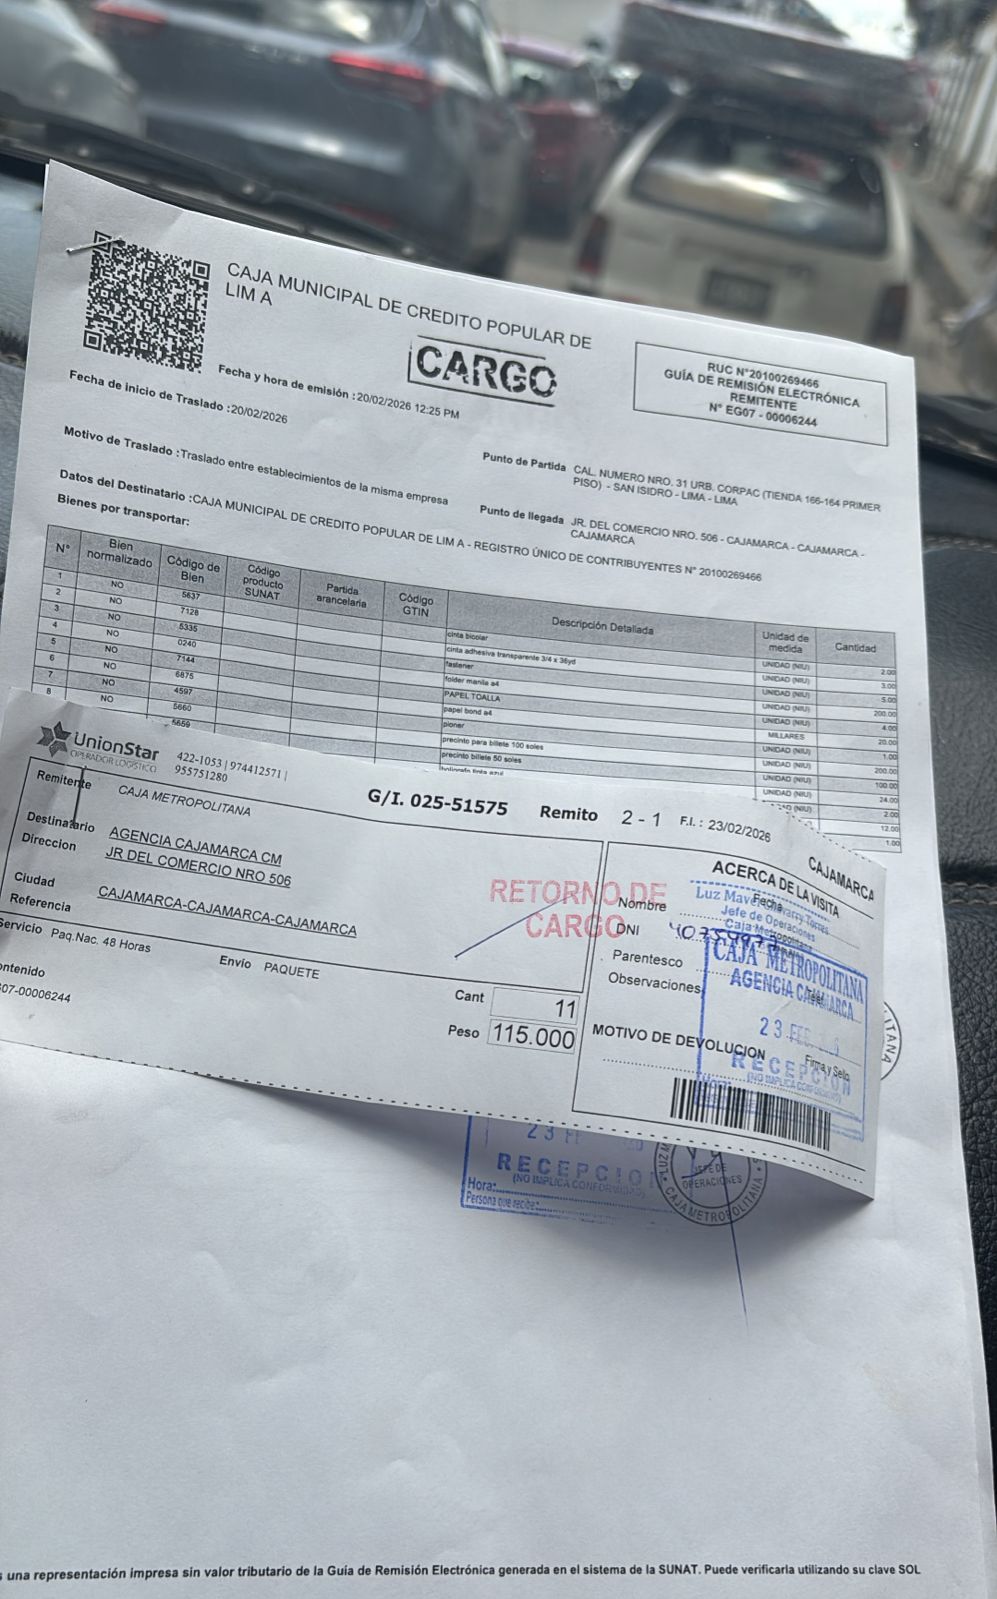 CAJA MUNICIPAL DE CREDITO POPULAR DE
LIM A
CARGO
RUC N°20100269466
GUÍA DE REMISIÓN ELECTRÓNICA
REMITENTE
N° EG07 - 00006244
Fecha y hora de emisión : 20/02/2026 12:25 PM
Fecha de inicio de Traslado : 20/02/2026
Motivo de Traslado : Traslado entre establecimientos de la misma empresa
Punto de Partida CAL. NUMERO NRO. 31 URB. CORPAC (TIENDA 166-164 PRIMER
PISO) - SAN ISIDRO - LIMA - LIMA
Punto de llegada JR. DEL COMERCIO NRO. 506 - CAJAMARCA - CAJAMARCA -
CAJAMARCA
Datos del Destinatario : CAJA MUNICIPAL DE CREDITO POPULAR DE LIM A - REGISTRO ÚNICO DE CONTRIBUYENTES N° 20100269466
Bienes por transportar:
N° Bien normalizado Código de Bien Código producto SUNAT Partida arancelaria Código GTIN Descripción Detallada Unidad de medida Cantidad
1 NO 5637 cinta bicolor UNIDAD (NIU) 2.00
2 NO 7128 cinta adhesiva transparente 3/4 x 36yd UNIDAD (NIU) 3.00
3 NO 5335 fastener UNIDAD (NIU) 5.00
4 NO 0240 folder manila a4 UNIDAD (NIU) 200.00
5 NO 7144 PAPEL TOALLA UNIDAD (NIU) 4.00
6 NO 6875 papel bond a4 MILLARES 20.00
7 NO 4597 pioner UNIDAD (NIU) 1.00
8 NO 5660 precinto para billete 100 soles UNIDAD (NIU) 200.00
5659 precinto billete 50 soles UNIDAD (NIU) 100.00
24.00
2.00
12.00
1.00
UnionStar
OPERADOR LOGÍSTICO
422-1053 | 974412571 |
955751280
G/I. 025-51575 Remito 2 - 1 F.I. : 23/02/2026
CAJAMARCA
Remitente CAJA METROPOLITANA
Destinatario AGENCIA CAJAMARCA CM
Direccion JR DEL COMERCIO NRO 506
Ciudad CAJAMARCA-CAJAMARCA-CAJAMARCA
Referencia
Servicio Paq.Nac. 48 Horas
Envio PAQUETE
G07-00006244
Cant 11
Peso 115.000
RETORNO DE
CARGO
ACERCA DE LA VISITA
Fecha
Nombre
DNI
Parentesco
Observaciones
MOTIVO DE DEVOLUCION
Firma y Sello
Jefe de Operaciones
Caja Metropolitana
CAJA METROPOLITANA
AGENCIA CAJAMARCA
23 FEB
RECEPCION
(NO IMPLICA CONFORMIDAD)
RECEPCION
(NO IMPLICA CONFORMIDAD)
Hora:
Persona que recibe:
JEFE DE
OPERACIONES
CAJA METROPOLITANA
una representación impresa sin valor tributario de la Guía de Remisión Electrónica generada en el sistema de la SUNAT. Puede verificarla utilizando su clave SOL